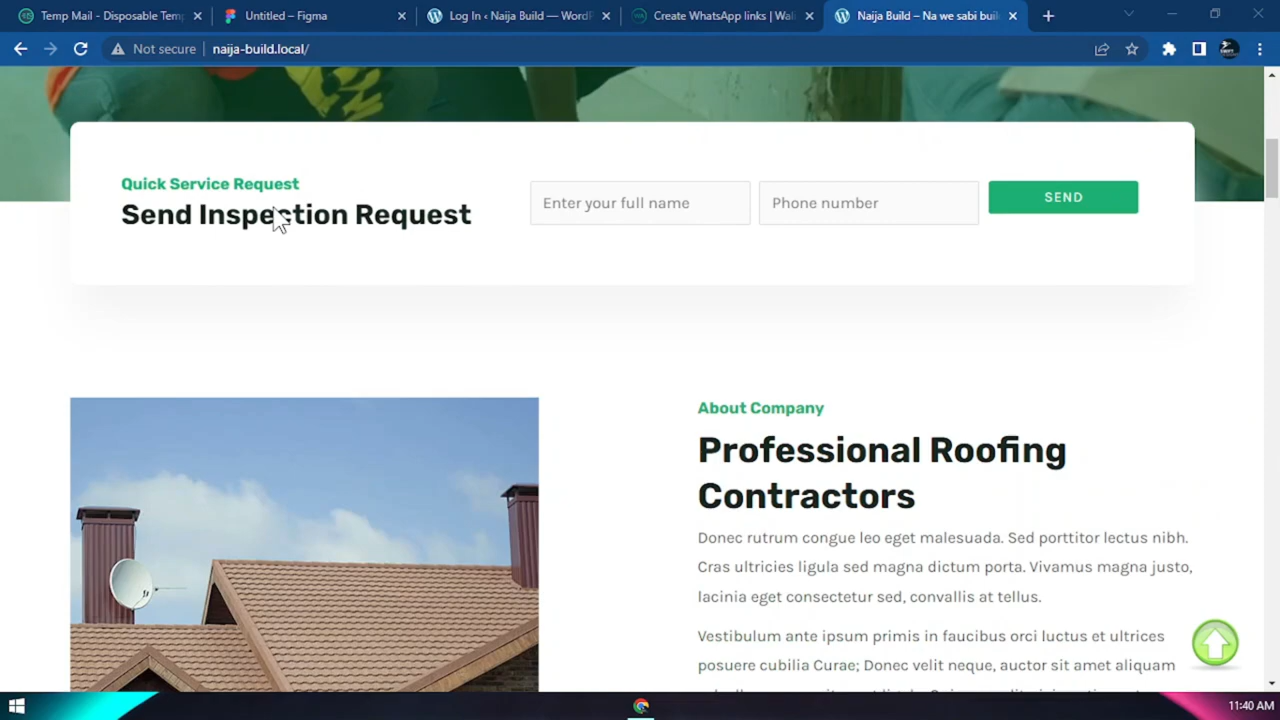 Temp Mail - Disposable Temp
Untitled – Figma
Log In ‹ Naija Build — WordP
Create WhatsApp links | Wali
Naija Build – Na we sabi buil
Not secure
naija-build.local/
Quick Service Request
Send Inspection Request
Enter your full name
Phone number
SEND
About Company
Professional Roofing
Contractors
Donec rutrum congue leo eget malesuada. Sed porttitor lectus nibh.
Cras ultricies ligula sed magna dictum porta. Vivamus magna justo,
lacinia eget consectetur sed, convallis at tellus.
Vestibulum ante ipsum primis in faucibus orci luctus et ultrices
posuere cubilia Curae; Donec velit neque, auctor sit amet aliquam
11:40 AM